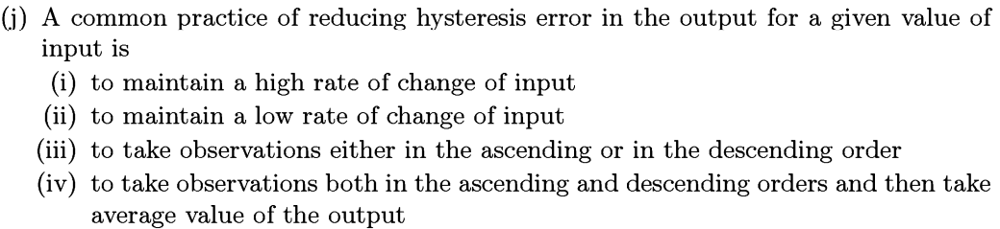 (j) A common practice of reducing hysteresis error in the output for a given value of
input is
(i) to maintain a high rate of change of input
(ii) to maintain a low rate of change of input
(iii) to take observations either in the ascending or in the descending order
(iv) to take observations both in the ascending and descending orders and then take
average value of the output